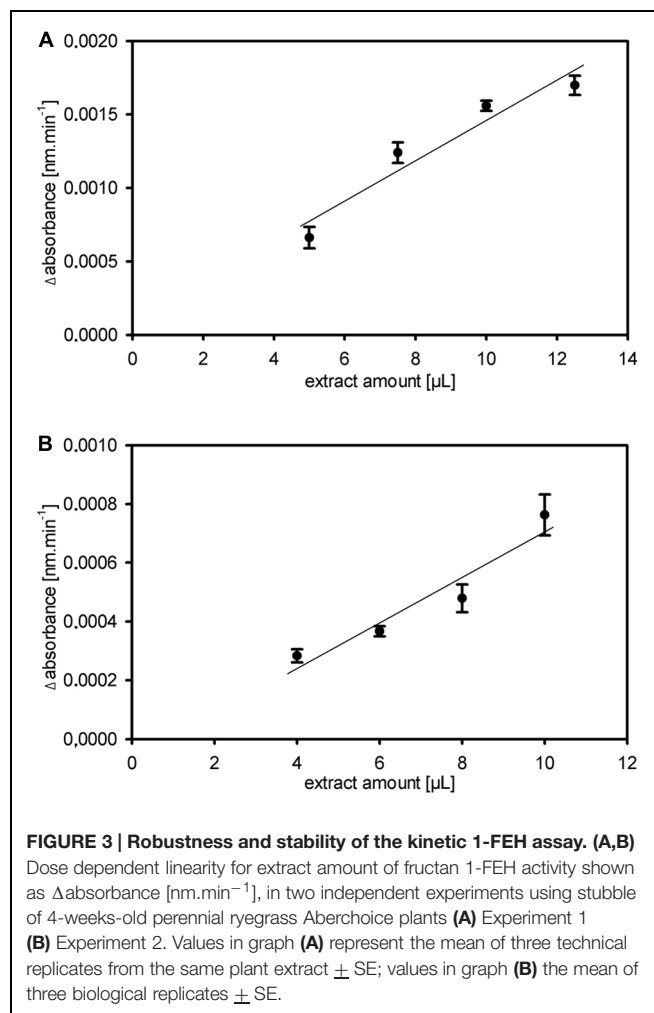 A
0.0020
0.0015
0.0010
0.0005
0.0000
Δabsorbance [nm.min⁻¹]
0 2 4 6 8 10 12 14
extract amount [µL]
B
0.0010
0.0008
0.0006
0.0004
0.0002
0,0000
Δabsorbance [nm.min⁻¹]
0 2 4 6 8 10 12
extract amount [µL]
FIGURE 3 | Robustness and stability of the kinetic 1-FEH assay. (A,B)
Dose dependent linearity for extract amount of fructan 1-FEH activity shown
as Δabsorbance [nm.min⁻¹], in two independent experiments using stubble
of 4-weeks-old perennial ryegrass Aberchoice plants (A) Experiment 1
(B) Experiment 2. Values in graph (A) represent the mean of three technical
replicates from the same plant extract ± SE; values in graph (B) the mean of
three biological replicates ± SE.